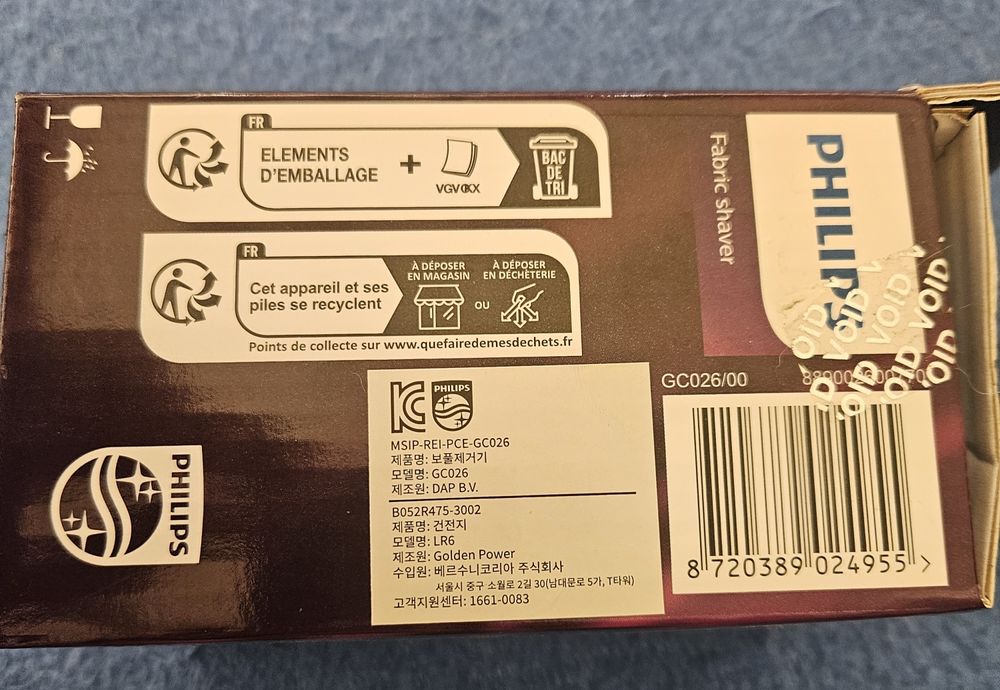 FR
ELEMENTS
D'EMBALLAGE
+
BAC
DE
TRI
FR
Cet appareil et ses
piles se recyclent
À DÉPOSER
EN MAGASIN
OU
À DÉPOSER
EN DÉCHÈTERIE
Points de collecte sur www.quefairedemesdechets.fr
PHILIPS
Fabric shaver
VOID
VOID
VOID
VOID
VOID
GC026/00
PHILIPS
MSIP-REI-PCE-GC026
제품명: 보풀제거기
모델명: GC026
제조원: DAP B.V.
B052R475-3002
제품명: 건전지
모델명: LR6
제조원: Golden Power
수입원: 베르수니코리아 주식회사
서울시 중구 소월로 2길 30(남대문로 5가, T타워)
고객지원센터: 1661-0083
8 720389 024955 >
PHILIPS